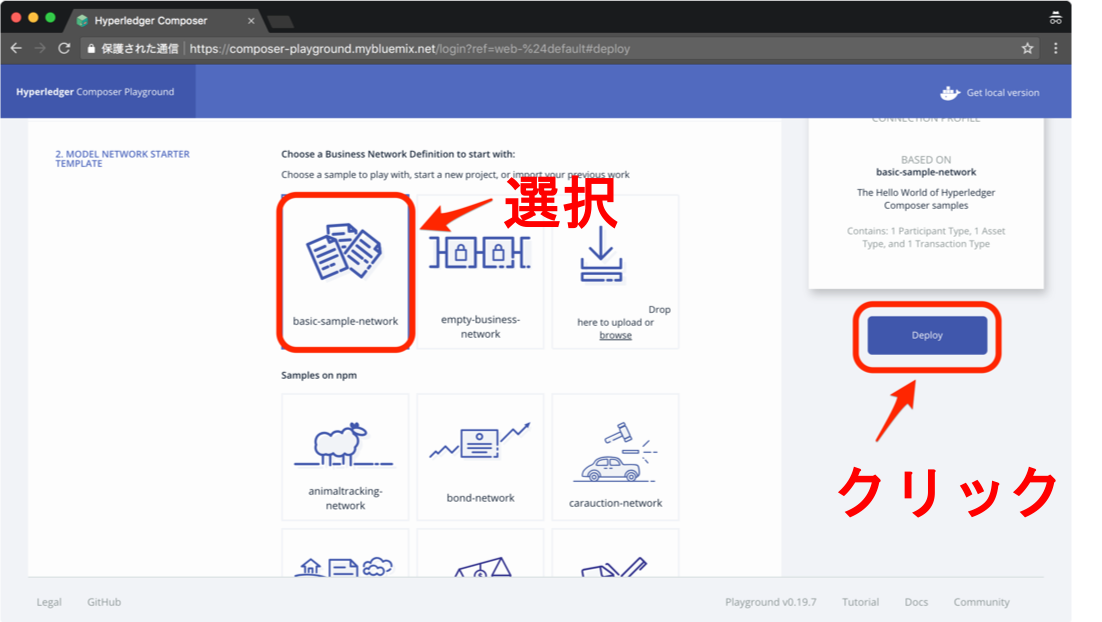 Hyperledger Composer
保護された通信 https://composer-playground.mybluemix.net/login?ref=web-%24default#deploy
Hyperledger Composer Playground
Get local version
2. MODEL NETWORK STARTER
TEMPLATE
Choose a Business Network Definition to start with:
Choose a sample to play with, start a new project, or import your previous work
選択
basic-sample-network
empty-business-
network
Drop
here to upload or
browse
Samples on npm
animaltracking-
network
bond-network
carauction-network
CONNECTION PROFILE
BASED ON
basic-sample-network
The Hello World of Hyperledger
Composer samples
Contains: 1 Participant Type, 1 Asset
Type, and 1 Transaction Type
Deploy
クリック
Legal
GitHub
Playground v0.19.7
Tutorial
Docs
Community